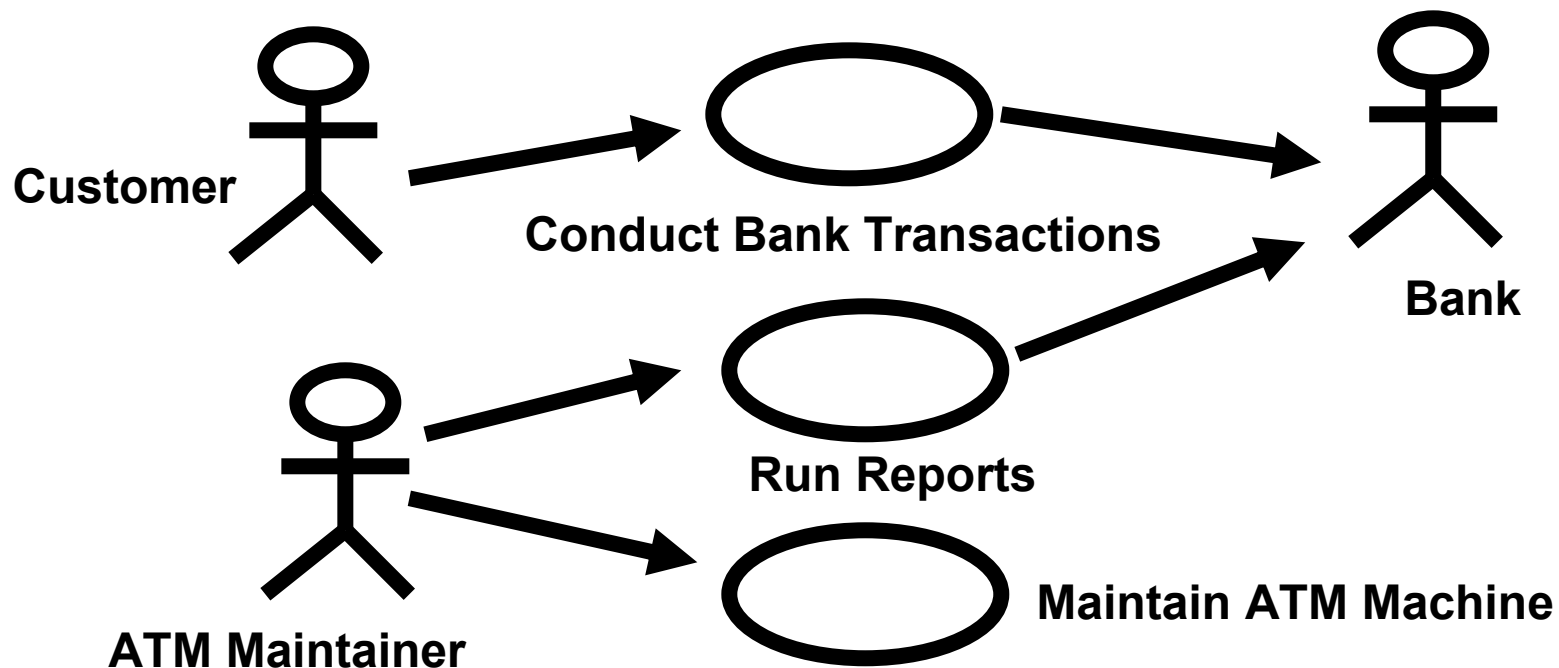 Customer
Conduct Bank Transactions
Bank
Run Reports
Maintain ATM Machine
ATM Maintainer